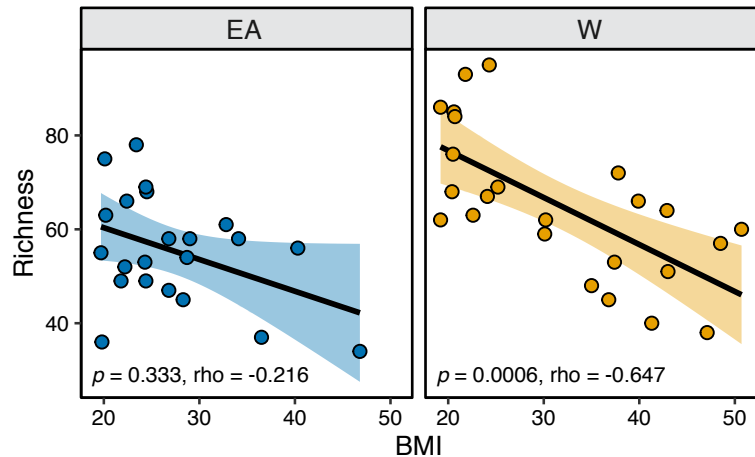 EA
W
Richness
80
60
40
p = 0.333, rho = -0.216
p = 0.0006, rho = -0.647
20
30
40
50
20
30
40
50
BMI